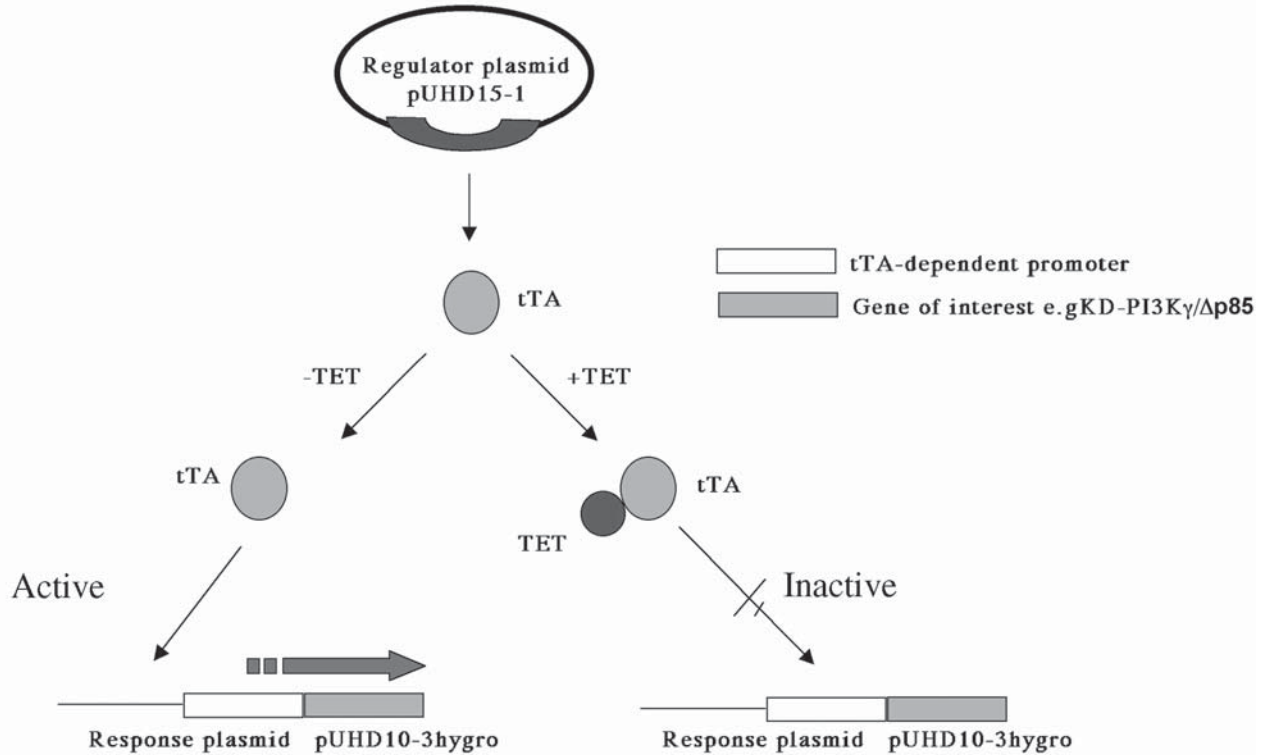 Regulator plasmid
pUHD15-1
tTA
tTA-dependent promoter
Gene of interest e.gKD-PI3Kγ/Δp85
-TET
+TET
tTA
tTA
TET
Active
Inactive
Response plasmid pUHD10-3hygro
Response plasmid pUHD10-3hygro